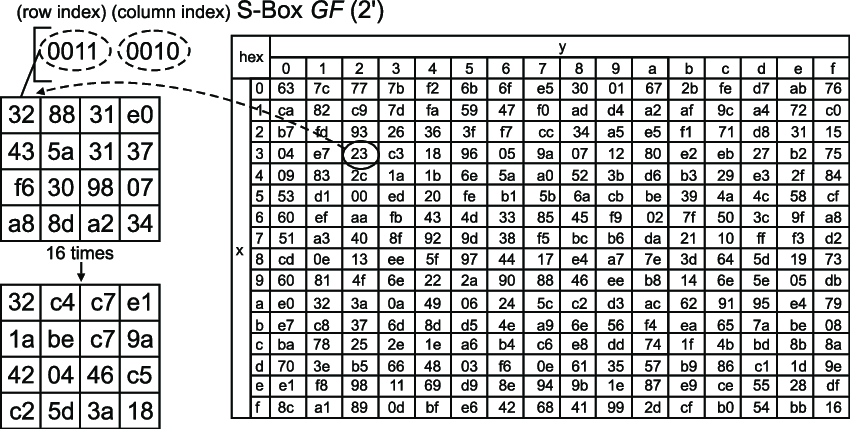 (row index) (column index) S-Box GF (2')
0011 0010
hex y
0 1 2 3 4 5 6 7 8 9 a b c d e f
x
0 63 7c 77 7b f2 6b 6f e5 30 01 67 2b fe d7 ab 76
1 ca 82 c9 7d fa 59 47 f0 ad d4 a2 af 9c a4 72 c0
2 b7 fd 93 26 36 3f f7 cc 34 a5 e5 f1 71 d8 31 15
3 04 e7 23 c3 18 96 05 9a 07 12 80 e2 eb 27 b2 75
4 09 83 2c 1a 1b 6e 5a a0 52 3b d6 b3 29 e3 2f 84
5 53 d1 00 ed 20 fe b1 5b 6a cb be 39 4a 4c 58 cf
6 60 ef aa fb 43 4d 33 85 45 f9 02 7f 50 3c 9f a8
7 51 a3 40 8f 92 9d 38 f5 bc b6 da 21 10 ff f3 d2
8 cd 0e 13 ee 5f 97 44 17 e4 a7 7e 3d 64 5d 19 73
9 60 81 4f 6e 22 2a 90 88 46 ee b8 14 6e 5e 05 db
a e0 32 3a 0a 49 06 24 5c c2 d3 ac 62 91 95 e4 79
b e7 c8 37 6d 8d d5 4e a9 6e 56 f4 ea 65 7a be 08
c ba 78 25 2e 1e a6 b4 c6 e8 dd 74 1f 4b bd 8b 8a
d 70 3e b5 66 48 03 f6 0e 61 35 57 b9 86 c1 1d 9e
e e1 f8 98 11 69 d9 8e 94 9b 1e 87 e9 ce 55 28 df
f 8c a1 89 0d bf e6 42 68 41 99 2d cf b0 54 bb 16
32 88 31 e0
43 5a 31 37
f6 30 98 07
a8 8d a2 34
16 times
32 c4 c7 e1
1a be c7 9a
42 04 46 c5
c2 5d 3a 18